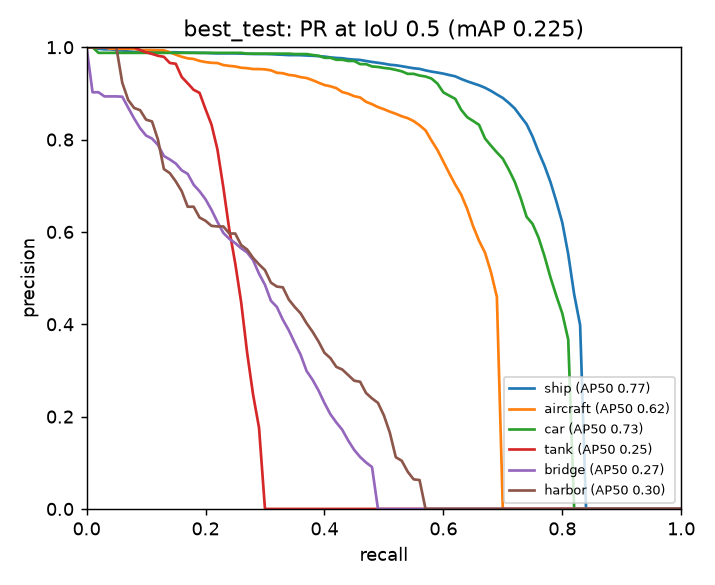 best_test: PR at IoU 0.5 (mAP 0.225)
1.0
0.8
0.6
0.4
0.2
0.0
precision
0.0 0.2 0.4 0.6 0.8 1.0
recall
ship (AP50 0.77)
aircraft (AP50 0.62)
car (AP50 0.73)
tank (AP50 0.25)
bridge (AP50 0.27)
harbor (AP50 0.30)